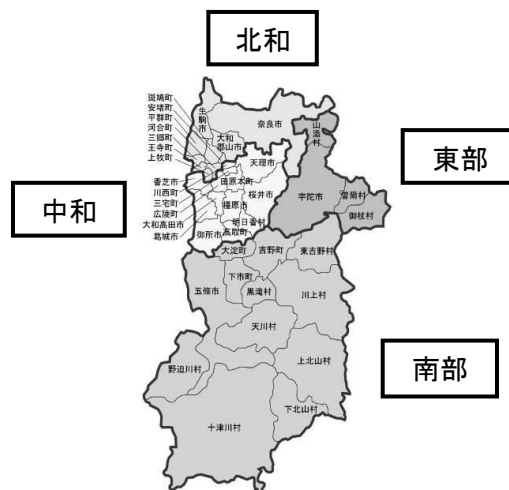 北和
斑鳩町
安堵町
平群町
河合町
三郷町
王寺町
上牧町
生駒市
大和
郡山市
奈良市
山添村
東部
香芝市
川西町
三宅町
広陵町
大和高田市
葛城市
中和
天理市
田原本町
桜井市
橿原市
明日香村
高取町
御所市
宇陀市
曽爾村
御杖村
大淀町
吉野町
東吉野村
五條市
下市町
黒滝村
川上村
天川村
野迫川村
上北山村
南部
下北山村
十津川村